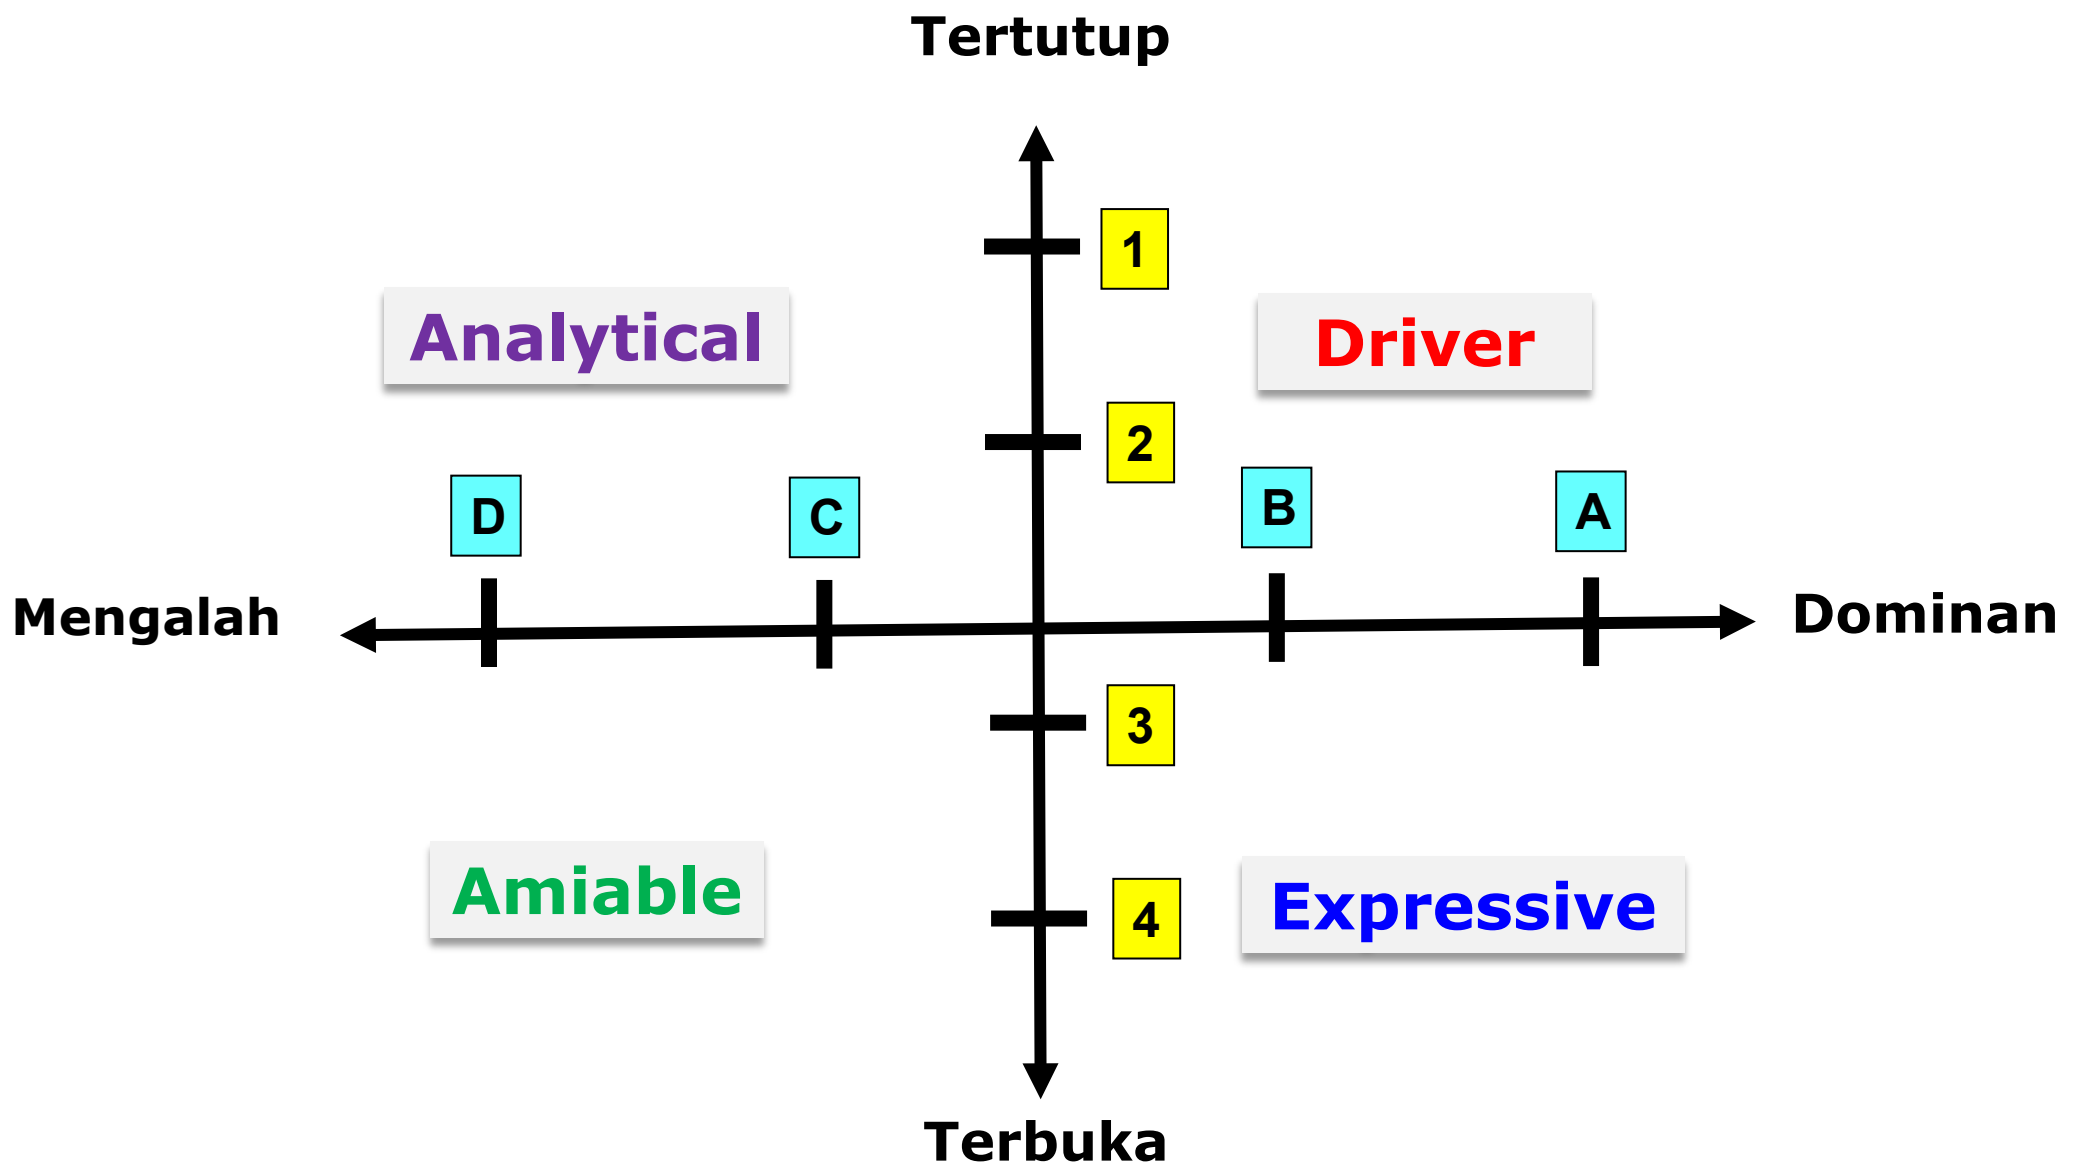 Tertutup
1
Analytical
Driver
2
D
C
B
A
Mengalah
Dominan
3
Amiable
4
Expressive
Terbuka